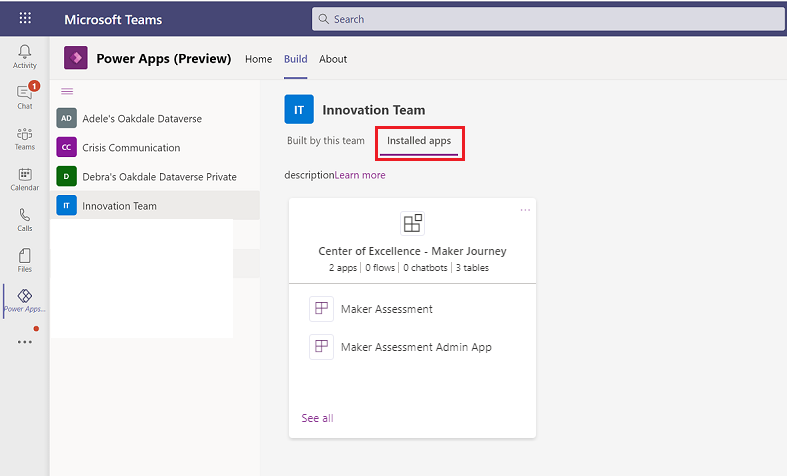 Microsoft Teams
Search
Activity
1
Chat
Teams
Calendar
Calls
Files
Power Apps...
Power Apps (Preview) Home Build About
AD Adele's Oakdale Dataverse
CC Crisis Communication
D Debra's Oakdale Dataverse Private
IT Innovation Team
IT Innovation Team
Built by this team Installed apps
descriptionLearn more
Center of Excellence - Maker Journey
2 apps | 0 flows | 0 chatbots | 3 tables
Maker Assessment
Maker Assessment Admin App
See all